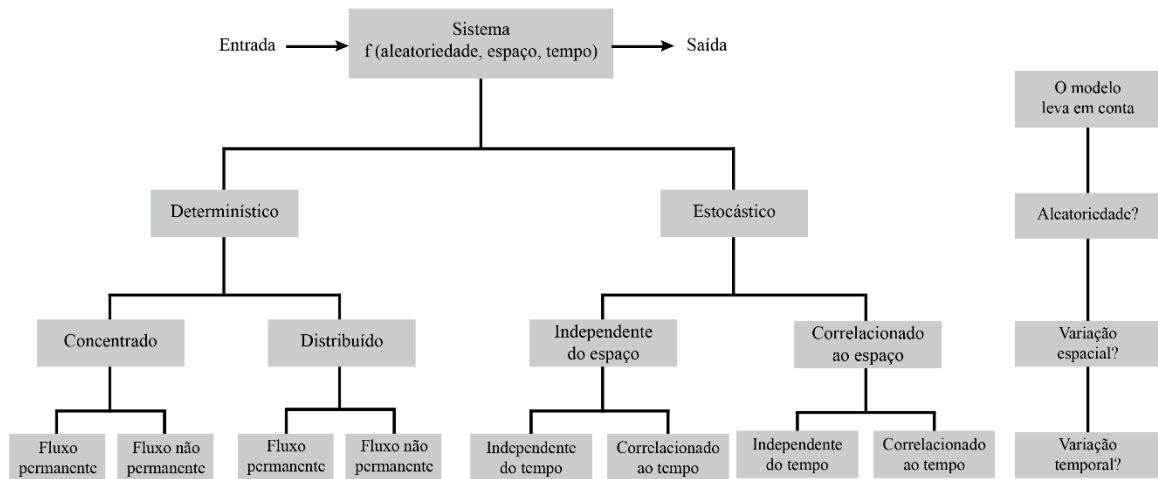 Sistema
f (aleatoriedade, espaço, tempo)
Entrada
Saída
O modelo
leva em conta
Determinístico
Estocástico
Aleatoriedade?
Concentrado
Distribuído
Independente
do espaço
Correlacionado
ao espaço
Variação
espacial?
Fluxo
permanente
Fluxo não
permanente
Fluxo
permanente
Fluxo não
permanente
Independente
do tempo
Correlacionado
ao tempo
Independente
do tempo
Correlacionado
ao tempo
Variação
temporal?